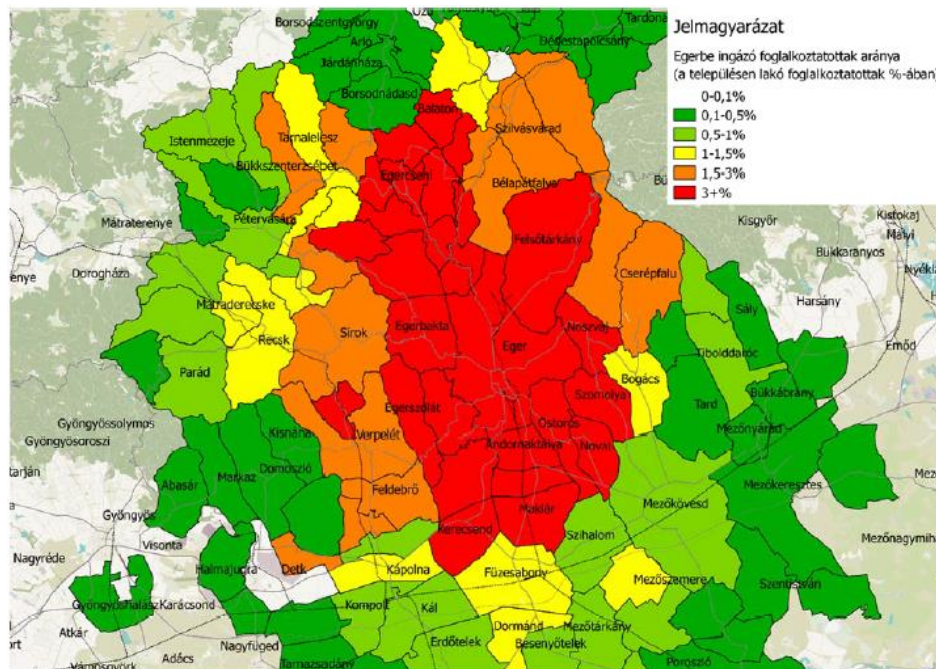 Jelmagyarázat
Egerbe ingázó foglalkoztatottak aránya
(a településen lakó foglalkoztatottak %-ában)
0-0,1%
0,1-0,5%
0,5-1%
1-1,5%
1,5-3%
3+%
Borsodszentgyörgy
Arló
Járdánháza
Borsodnádasd
Dédestapolcsány
Tardona
Balaton
Szilvásvárad
Istenmezeje
Tarnalelesz
Bükkszenterzsébet
Egercsehi
Bélapátfalva
Pétervására
Mátraterenye
Dorogháza
Felsőtárkány
Cserépfalu
Kisgyőr
Kistokaj
Mályi
Bükkaranyos
Harsány
Emőd
Mátraderecske
Recsk
Sirok
Egerbakta
Eger
Noszvaj
Sály
Tibolddaróc
Bükkábrány
Parád
Bogács
Tard
Mezőnyárád
Gyöngyössolymos
Gyöngyösoroszi
Egerszólát
Szomolya
Ostoros
Andornaktálya
Novaj
Kisnána
Verpelét
Domoszló
Markaz
Abasár
Feldebrő
Maklár
Mezőkövesd
Mezőkeresztes
Gyöngyös
Visonta
Nagyréde
Kerecsend
Szihalom
Halmajugra
Detk
Kápolna
Füzesabony
Mezőszemere
Szentistván
Gyöngyöshalász
Karácsond
Kompolt
Kál
Atkár
Nagyfüged
Erdőtelek
Dormánd
Besenyőtelek
Mezőtárkány
Adács
Tarnazsadány
Poroszló
Vámosgyörk